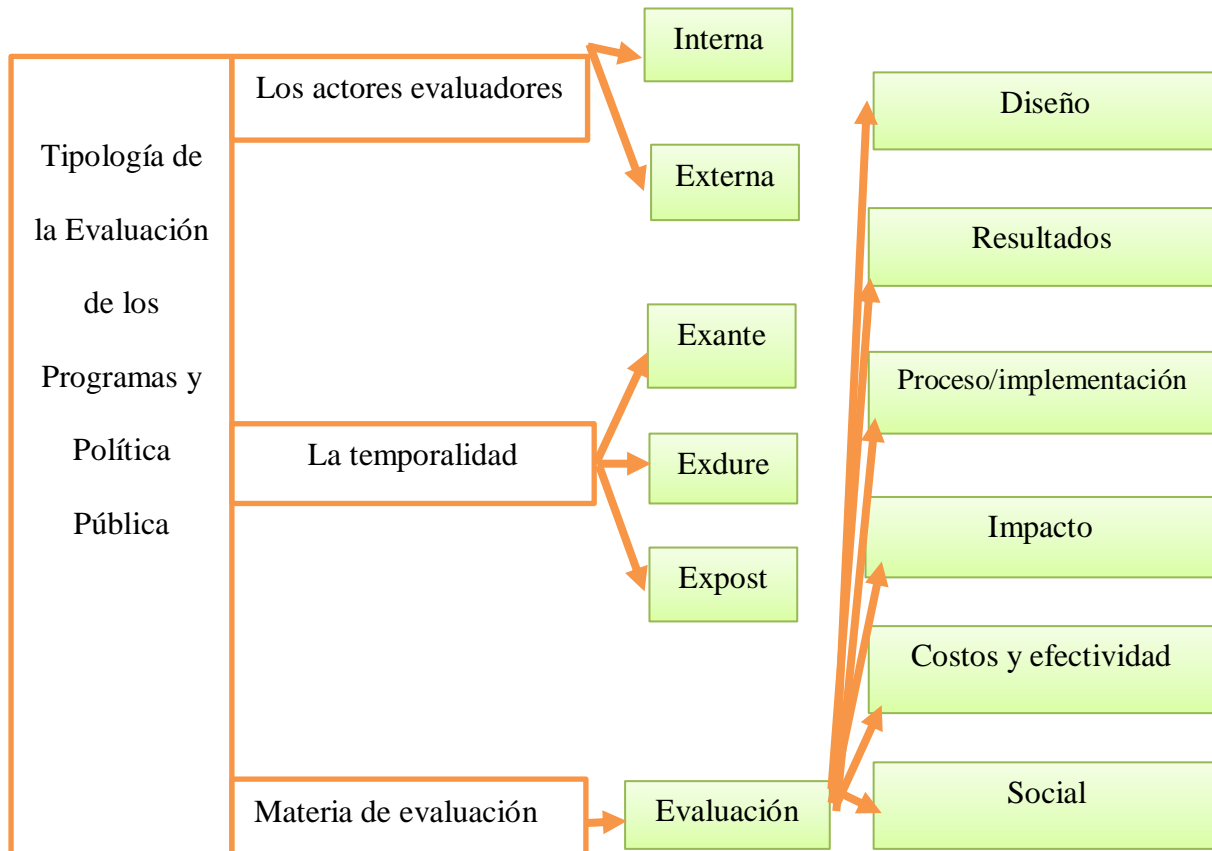 Tipología de
la Evaluación
de los
Programas y
Política
Pública
Los actores evaluadores
Interna
Externa
La temporalidad
Exante
Exdure
Expost
Materia de evaluación
Evaluación
Diseño
Resultados
Proceso/implementación
Impacto
Costos y efectividad
Social